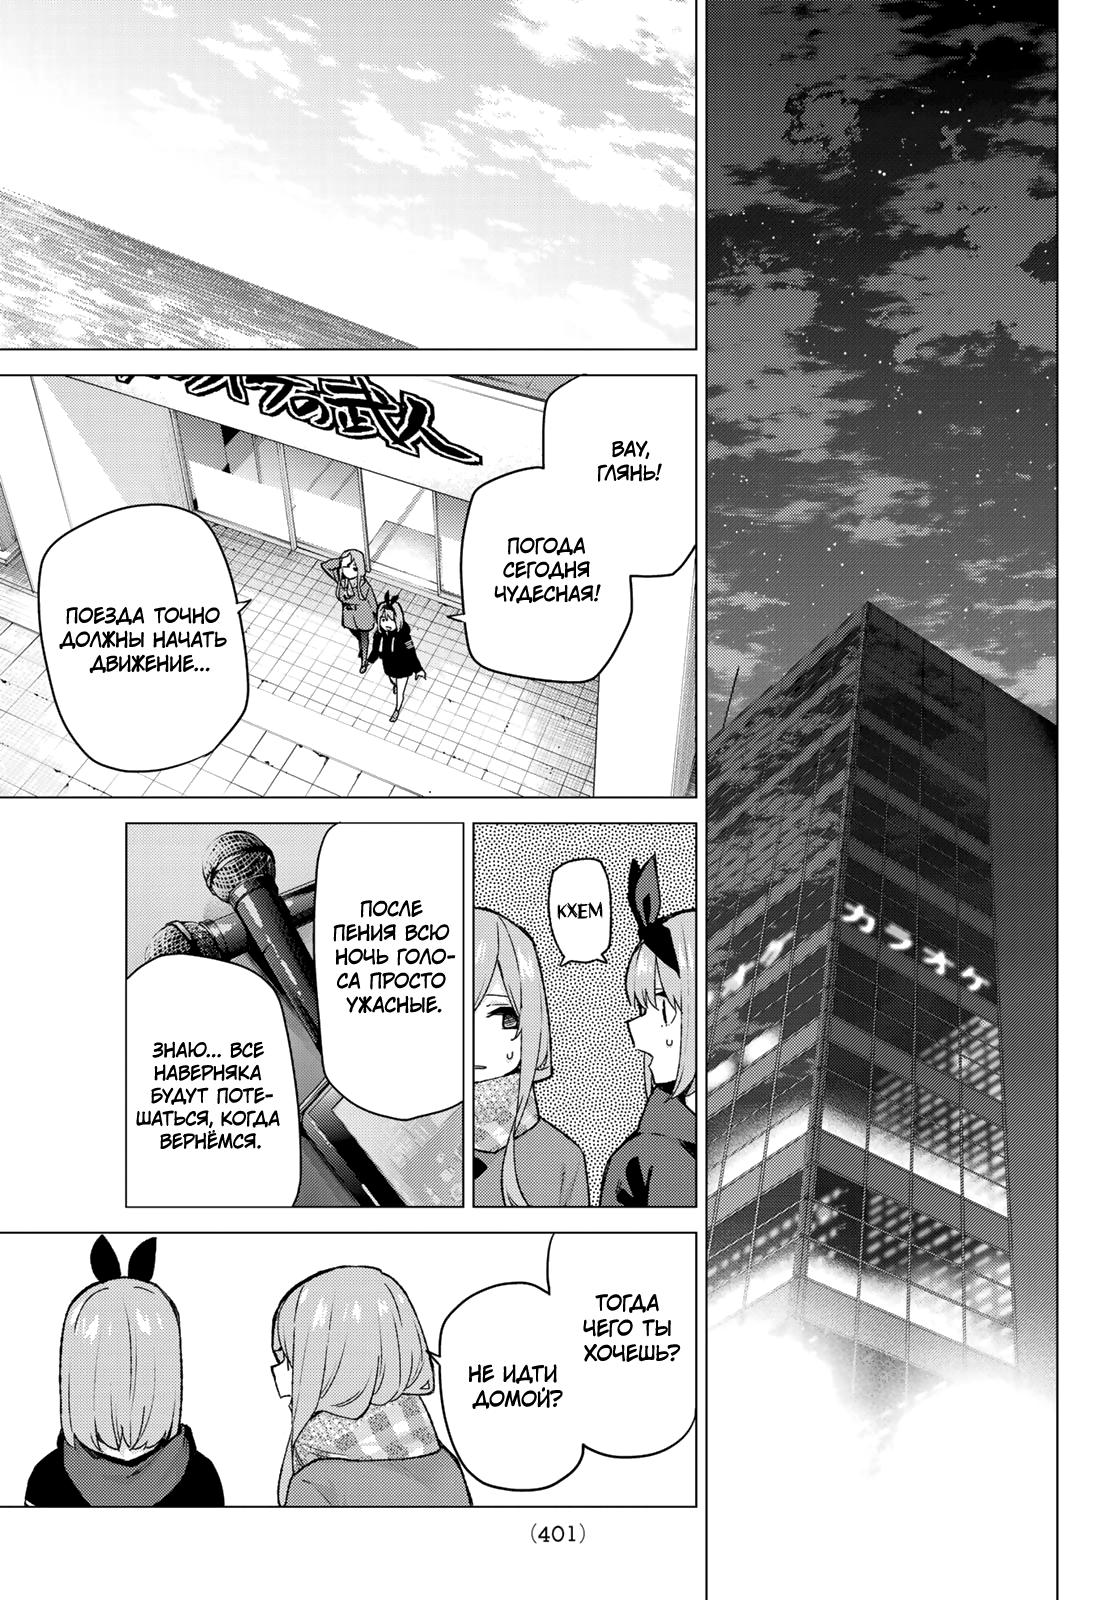 カラオケ
ВАУ,
ГЛЯНЬ!
ПОГОДА
СЕГОДНЯ
ЧУДЕСНАЯ!
ПОЕЗДА ТОЧНО
ДОЛЖНЫ НАЧАТЬ
ДВИЖЕНИЕ...
КХЕМ
ПОСЛЕ
ПЕНИЯ ВСЮ
НОЧЬ ГОЛО-
СА ПРОСТО
УЖАСНЫЕ.
ЗНАЮ... ВСЕ
НАВЕРНЯКА
БУДУТ ПОТЕ-
ШАТЬСЯ, КОГДА
ВЕРНЁМСЯ.
ТОГДА
ЧЕГО ТЫ
ХОЧЕШЬ?
НЕ ИДТИ
ДОМОЙ?
(401)